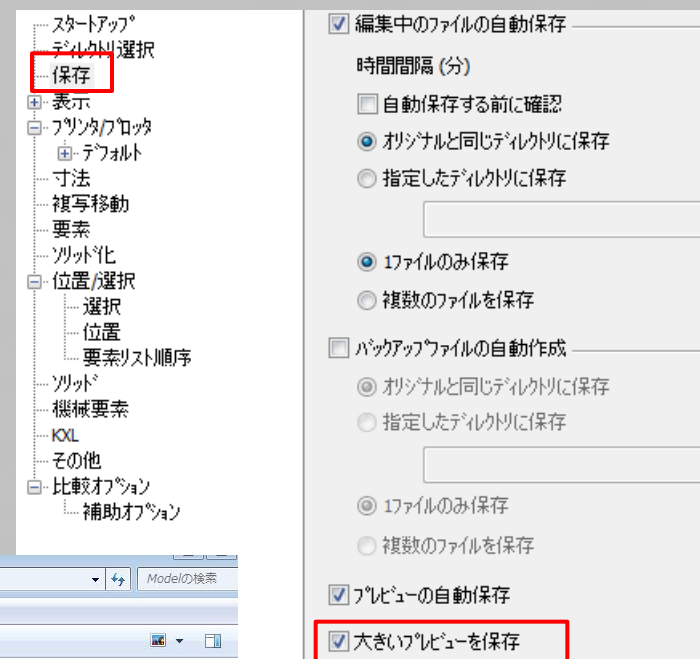 スタートアップ
ディレクトリ選択
保存
表示
プリンタ/プロッタ
デフォルト
寸法
複写移動
要素
ソリッド化
位置/選択
選択
位置
要素リスト順序
ソリッド
機械要素
KXL
その他
比較オプション
補助オプション
Modelの検索
編集中のファイルの自動保存
時間間隔 (分)
自動保存する前に確認
オリジナルと同じディレクトリに保存
指定したディレクトリに保存
1ファイルのみ保存
複数のファイルを保存
バックアップファイルの自動作成
オリジナルと同じディレクトリに保存
指定したディレクトリに保存
1ファイルのみ保存
複数のファイルを保存
プレビューの自動保存
大きいプレビューを保存